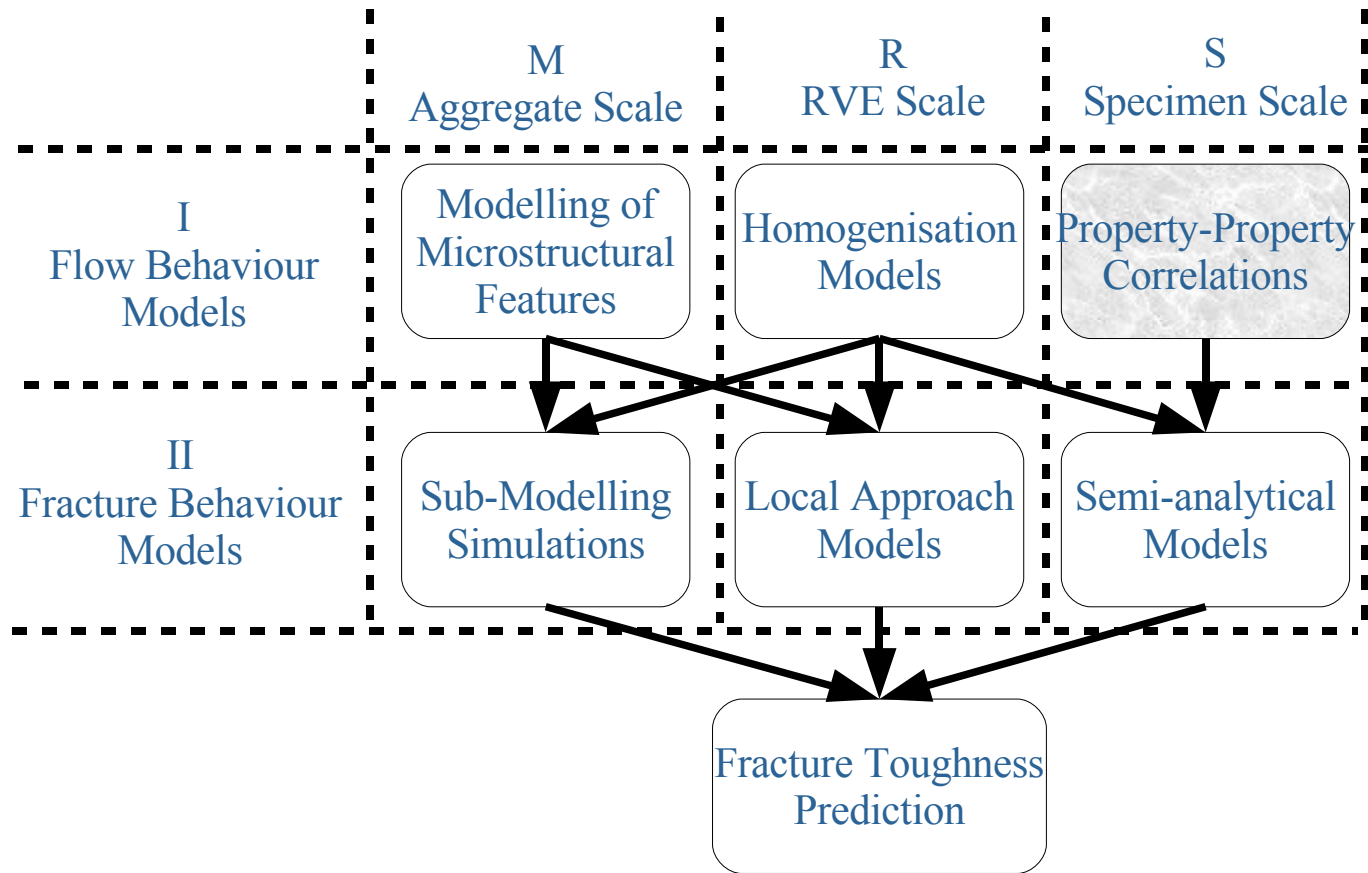 M
Aggregate Scale
R
RVE Scale
S
Specimen Scale
I
Flow Behaviour
Models
Modelling of
Microstructural
Features
Homogenisation
Models
Property-Property
Correlations
II
Fracture Behaviour
Models
Sub-Modelling
Simulations
Local Approach
Models
Semi-analytical
Models
Fracture Toughness
Prediction